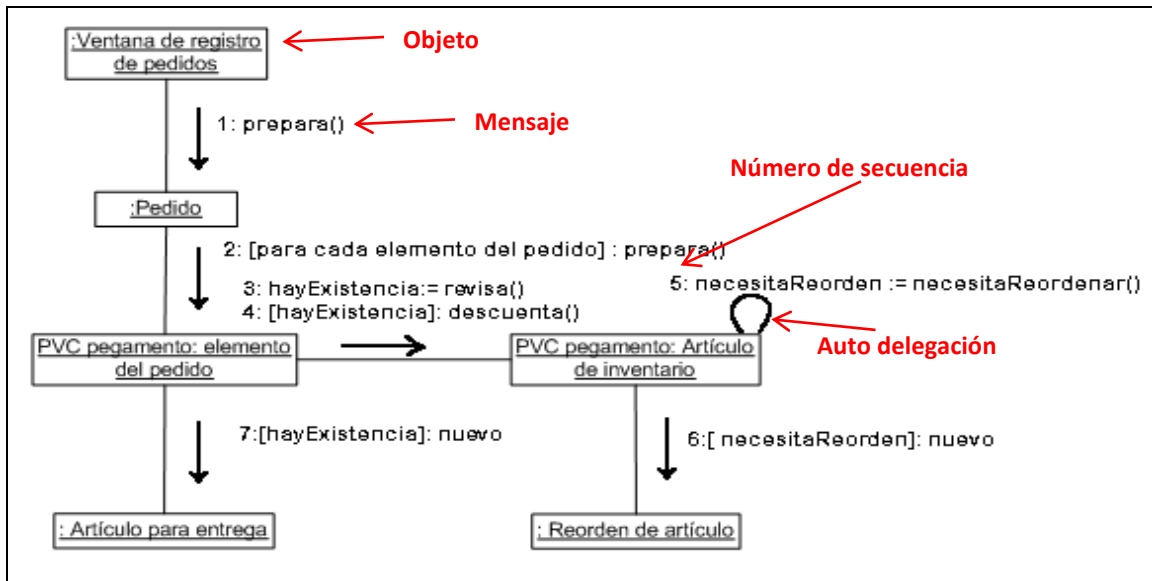 :Ventana de registro
de pedidos
Objeto
1: prepara()
Mensaje
Número de secuencia
:Pedido
2: [para cada elemento del pedido] : prepara()
5: necesitaReorden := necesitaReordenar()
3: hayExistencia:= revisa()
4: [hayExistencia]: descuenta()
Auto delegación
PVC pegamento: elemento
del pedido
PVC pegamento: Artículo
de inventario
7:[hayExistencia]: nuevo
6:[ necesitaReorden]: nuevo
: Artículo para entrega
: Reorden de artículo